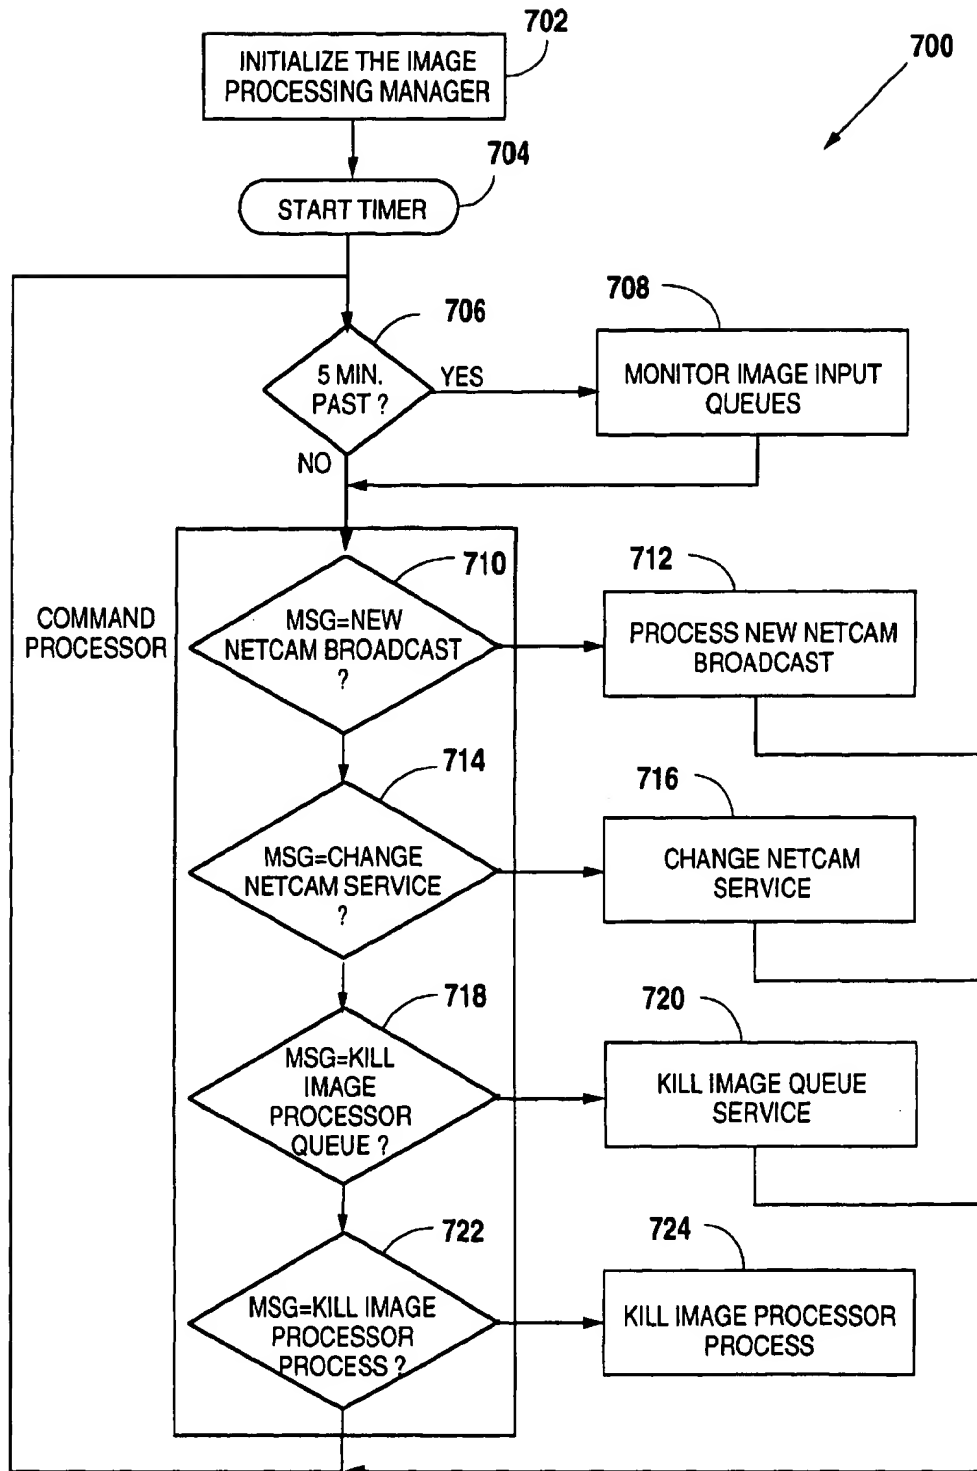 702
INITIALIZE THE IMAGE
PROCESSING MANAGER
700
704
START TIMER
706
5 MIN.
PAST ?
YES
NO
708
MONITOR IMAGE INPUT
QUEUES
COMMAND
PROCESSOR
710
MSG=NEW
NETCAM BROADCAST
?
712
PROCESS NEW NETCAM
BROADCAST
714
MSG=CHANGE
NETCAM SERVICE
?
716
CHANGE NETCAM
SERVICE
718
MSG=KILL
IMAGE
PROCESSOR
QUEUE ?
720
KILL IMAGE QUEUE
SERVICE
722
MSG=KILL IMAGE
PROCESSOR
PROCESS ?
724
KILL IMAGE PROCESSOR
PROCESS